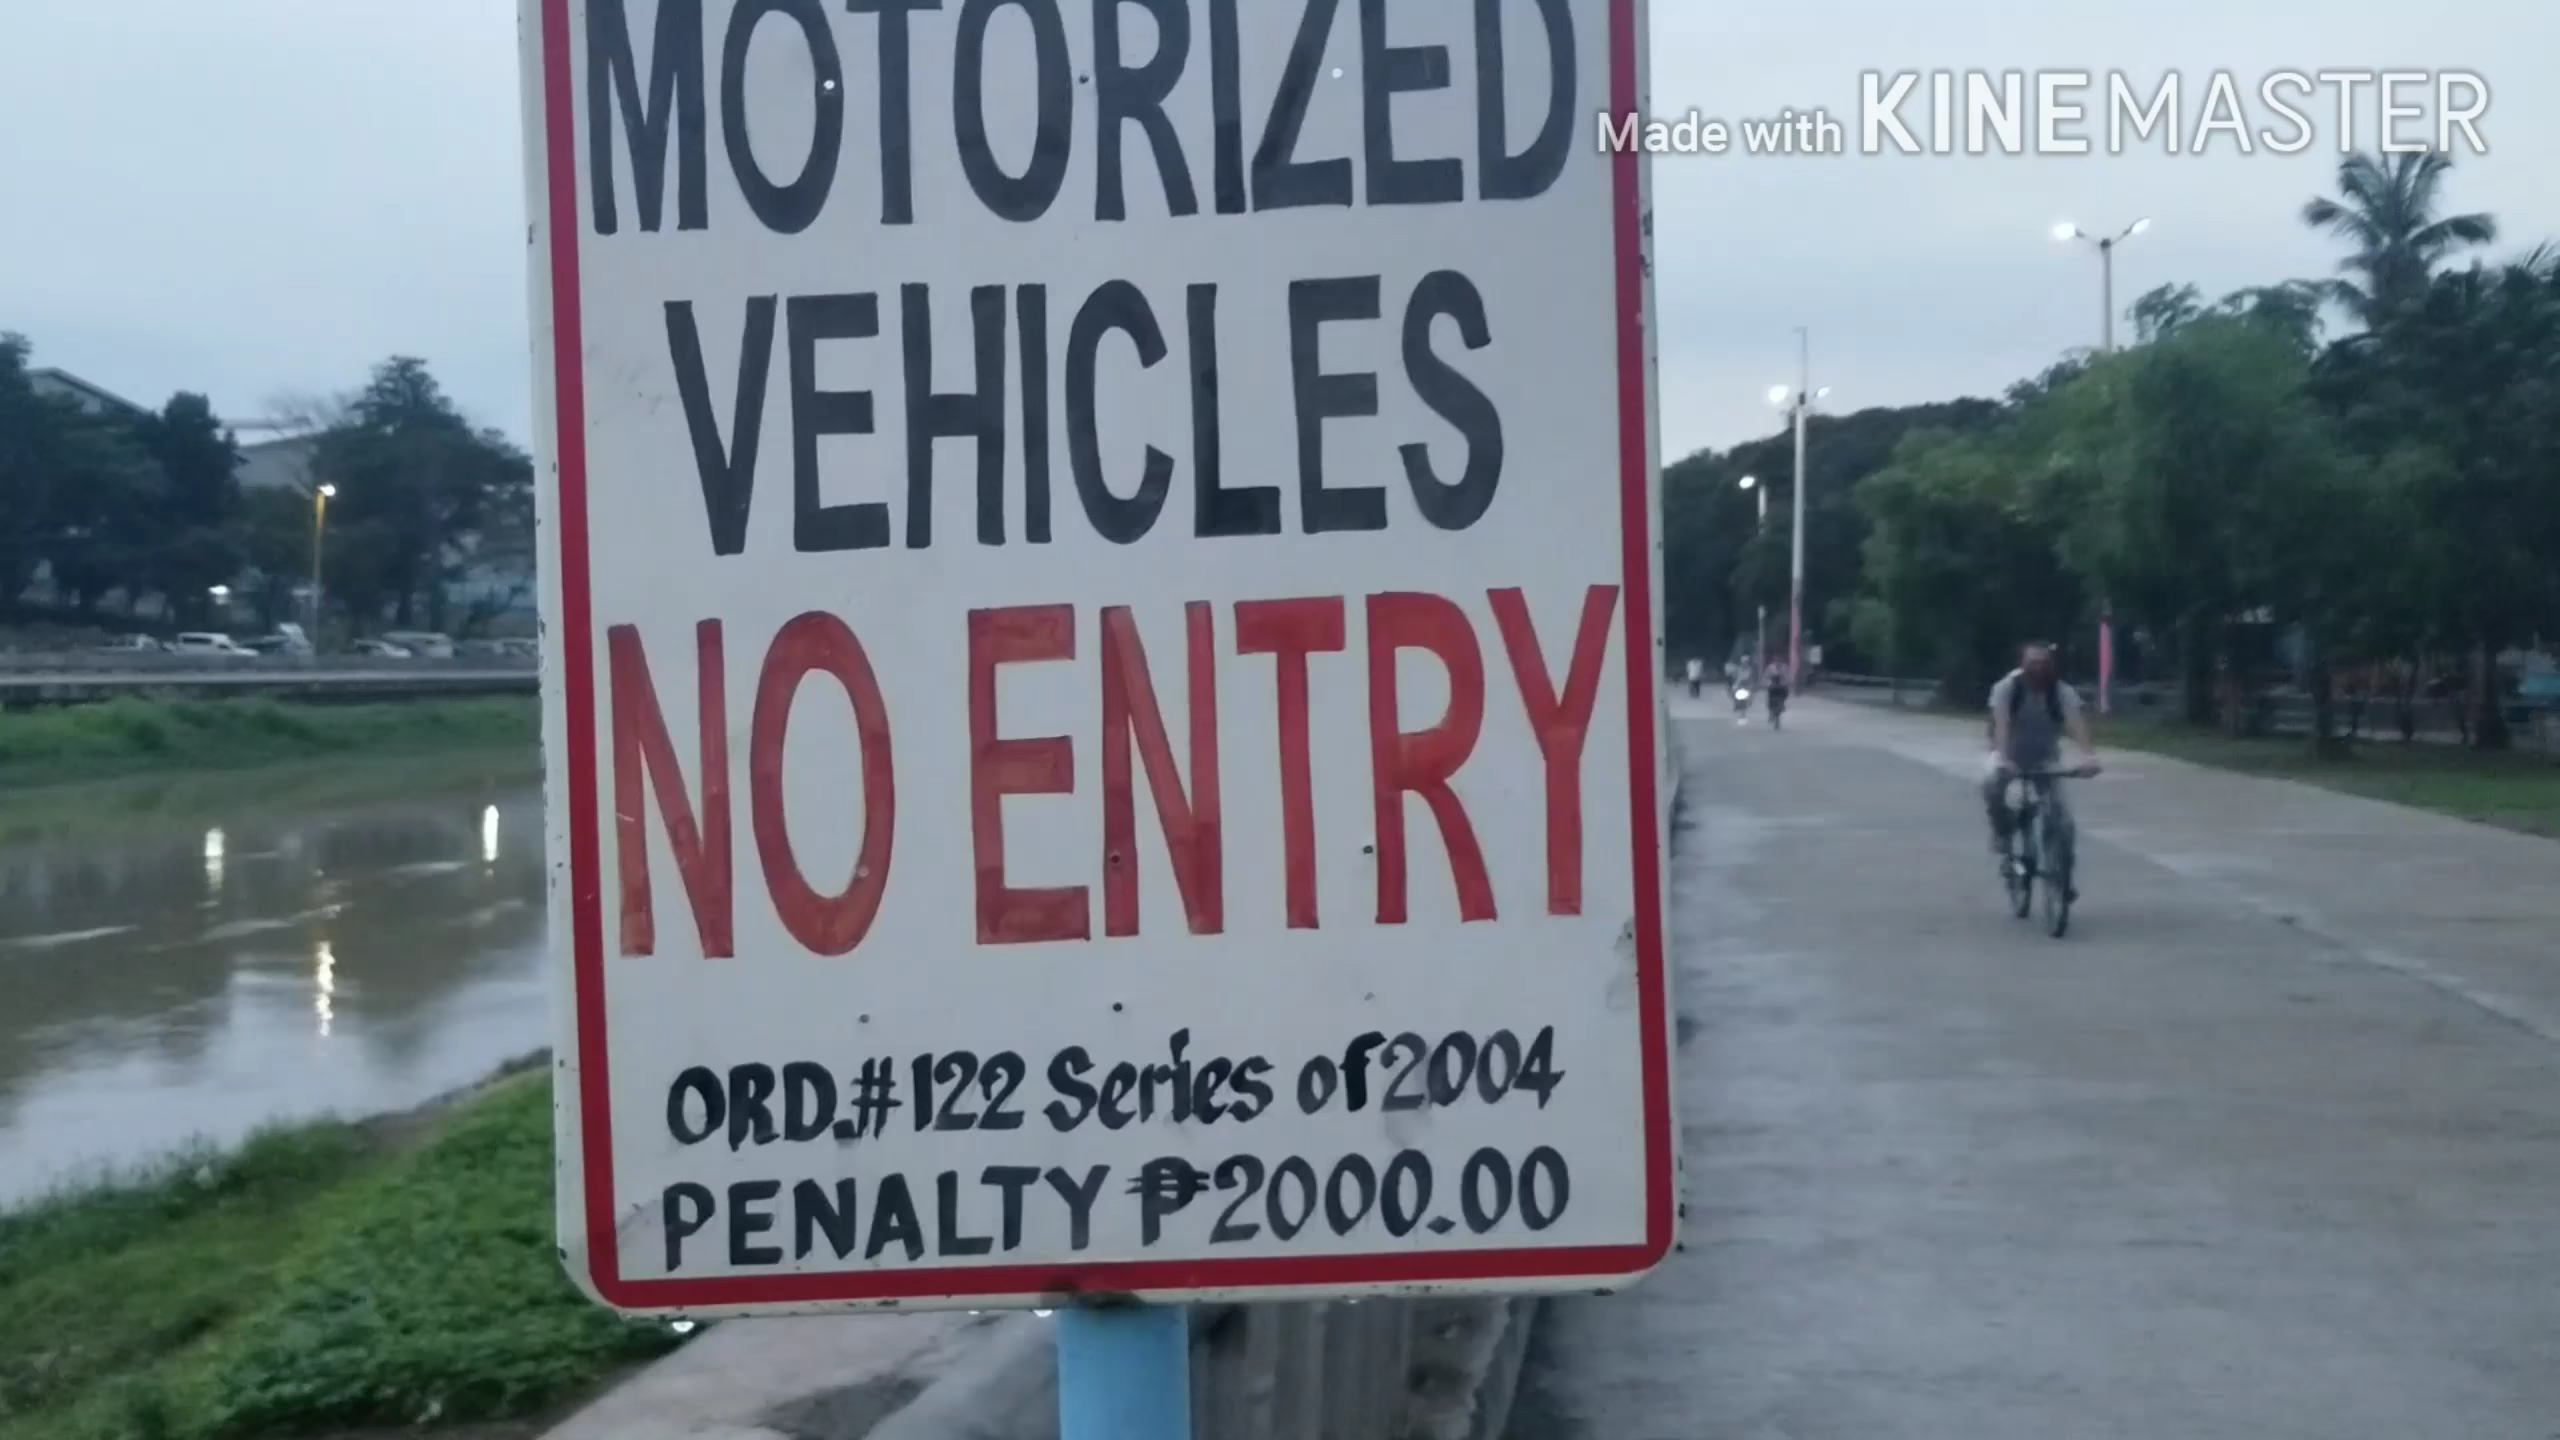 MOTORIZED
Made with KINEMASTER
VEHICLES
NO ENTRY
ORD.#122 Series of 2004
PENALTY ₱2000.00